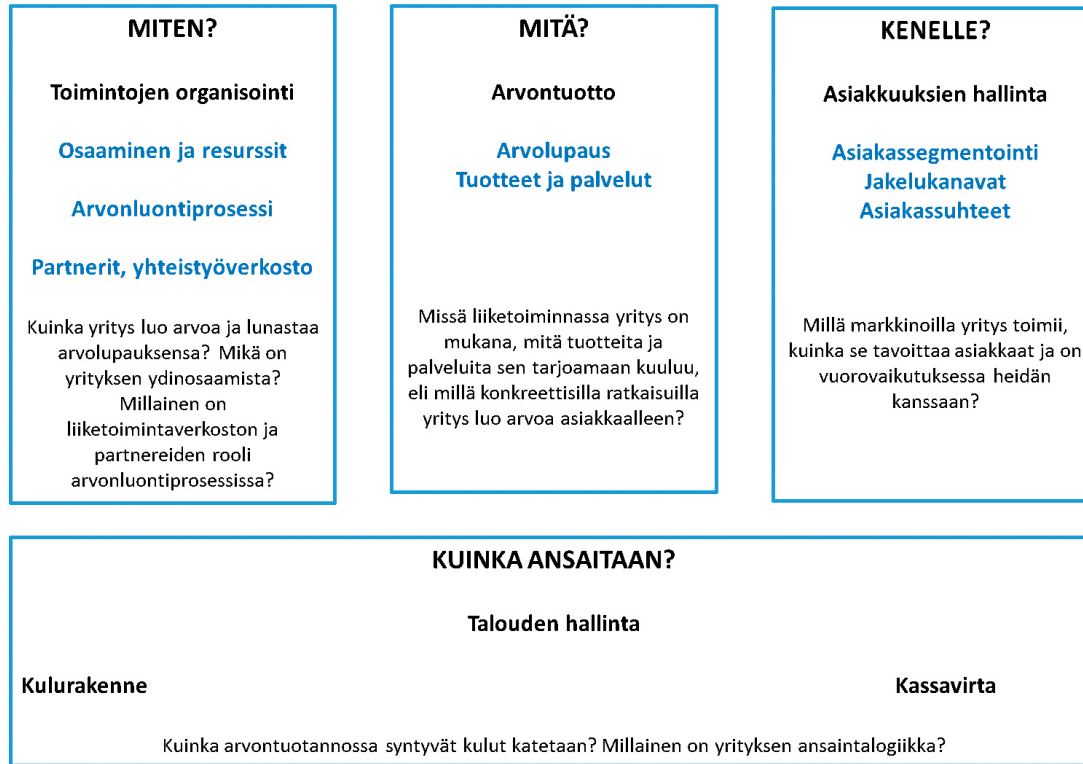 MITEN?
Toimintojen organisointi
Osaaminen ja resurssit
Arvonluontiprosessi
Partnerit, yhteistyöverkosto
Kuinka yritys luo arvoa ja lunastaa
arvolupauksensa? Mikä on
yrityksen ydinosaamista?
Millainen on
liiketoimintaverkoston ja
partnereiden rooli
arvonluontiprosessissa?
MITÄ?
Arvontuotto
Arvolupaus
Tuotteet ja palvelut
Missä liiketoiminnassa yritys on
mukana, mitä tuotteita ja
palveluita sen tarjoamaan kuuluu,
eli millä konkreettisilla ratkaisuilla
yritys luo arvoa asiakkaalleen?
KENELLE?
Asiakkuuksien hallinta
Asiakassegmentointi
Jakelukanavat
Asiakassuhteet
Millä markkinoilla yritys toimii,
kuinka se tavoittaa asiakkaat ja on
vuorovaikutuksessa heidän
kanssaan?
KUINKA ANSAITAAN?
Talouden hallinta
Kulurakenne
Kassavirta
Kuinka arvontuotannossa syntyvät kulut katetaan? Millainen on yrityksen ansaintalogiikka?